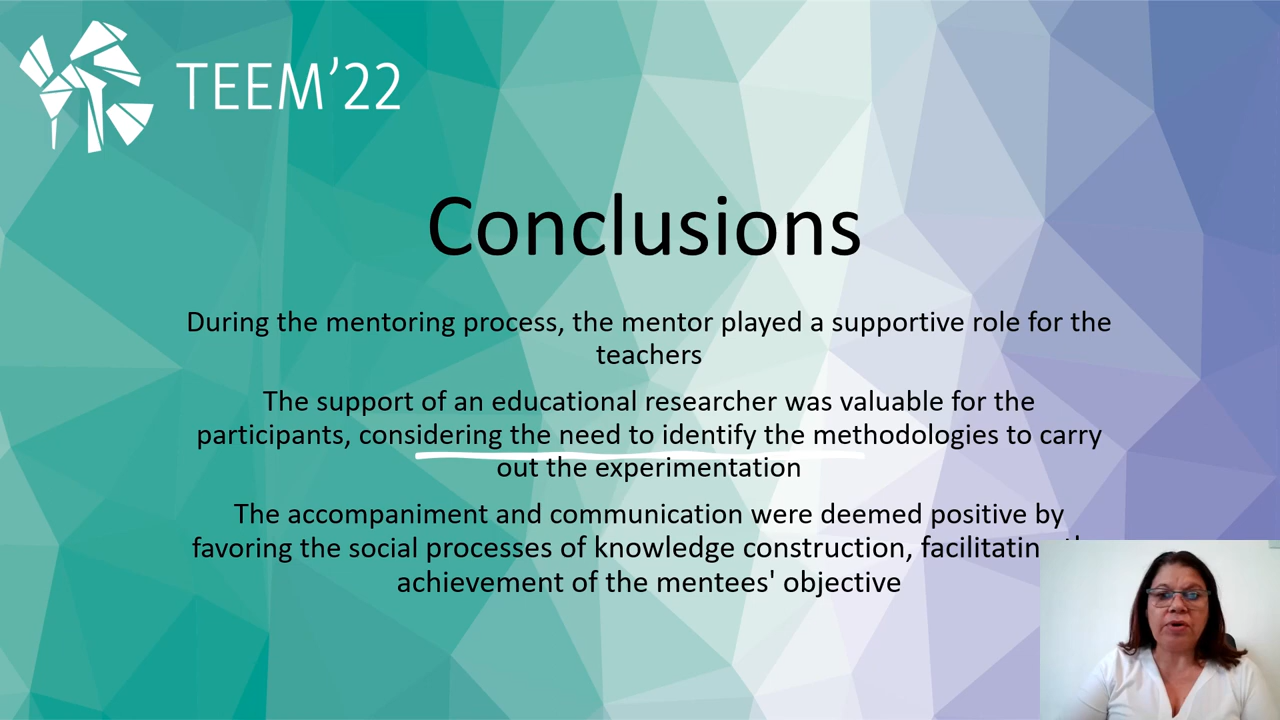 TEEM'22
Conclusions
During the mentoring process, the mentor played a supportive role for the
teachers
The support of an educational researcher was valuable for the
participants, considering the need to identify the methodologies to carry
out the experimentation
The accompaniment and communication were deemed positive by
favoring the social processes of knowledge construction,
achievement of the mentees' objective